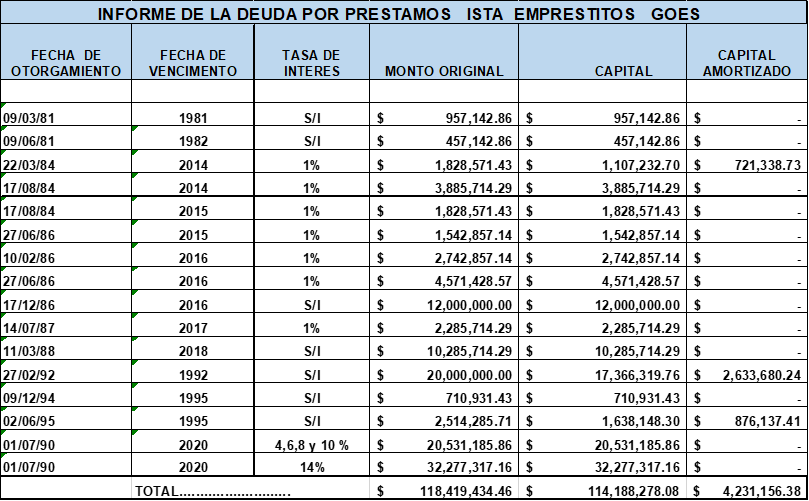 INFORME DE LA DEUDA POR PRESTAMOS ISTA EMPRESTITOS GOES
FECHA DE OTORGAMIENTO FECHA DE VENCIMENTO TASA DE INTERES MONTO ORIGINAL CAPITAL CAPITAL AMORTIZADO
09/03/81 1981 S/I $ 957,142.86 $ 957,142.86 $ -
09/06/81 1982 S/I $ 457,142.86 $ 457,142.86 $ -
22/03/84 2014 1% $ 1,828,571.43 $ 1,107,232.70 $ 721,338.73
17/08/84 2014 1% $ 3,885,714.29 $ 3,885,714.29 $ -
17/08/84 2015 1% $ 1,828,571.43 $ 1,828,571.43 $ -
27/06/86 2015 1% $ 1,542,857.14 $ 1,542,857.14 $ -
10/02/86 2016 1% $ 2,742,857.14 $ 2,742,857.14 $ -
27/06/86 2016 1% $ 4,571,428.57 $ 4,571,428.57 $ -
17/12/86 2016 S/I $ 12,000,000.00 $ 12,000,000.00 $ -
14/07/87 2017 1% $ 2,285,714.29 $ 2,285,714.29 $ -
11/03/88 2018 S/I $ 10,285,714.29 $ 10,285,714.29 $ -
27/02/92 1992 S/I $ 20,000,000.00 $ 17,366,319.76 $ 2,633,680.24
09/12/94 1995 S/I $ 710,931.43 $ 710,931.43 $ -
02/06/95 1995 S/I $ 2,514,285.71 $ 1,638,148.30 $ 876,137.41
01/07/90 2020 4,6,8 y 10 % $ 20,531,185.86 $ 20,531,185.86 $ -
01/07/90 2020 14% $ 32,277,317.16 $ 32,277,317.16 $ -
TOTAL........................... $ 118,419,434.46 $ 114,188,278.08 $ 4,231,156.38